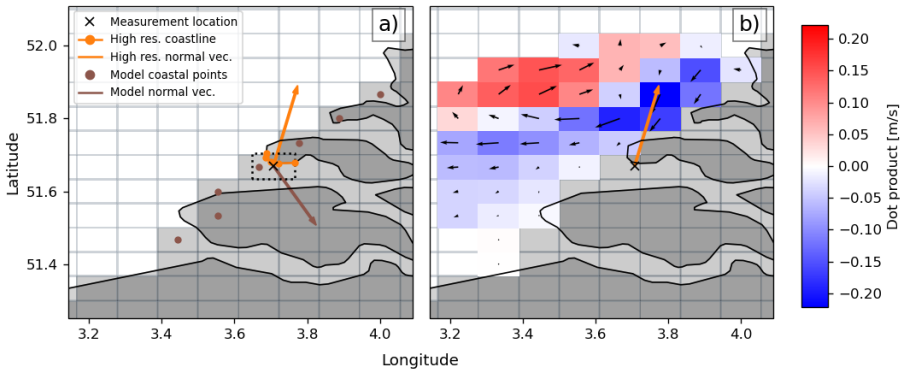 a)
b)
Measurement location
High res. coastline
High res. normal vec.
Model coastal points
Model normal vec.
52.0
51.8
51.6
51.4
Latitude
3.2 3.4 3.6 3.8 4.0
3.2 3.4 3.6 3.8 4.0
Longitude
0.20
0.15
0.10
0.05
0.00
−0.05
−0.10
−0.15
−0.20
Dot product [m/s]